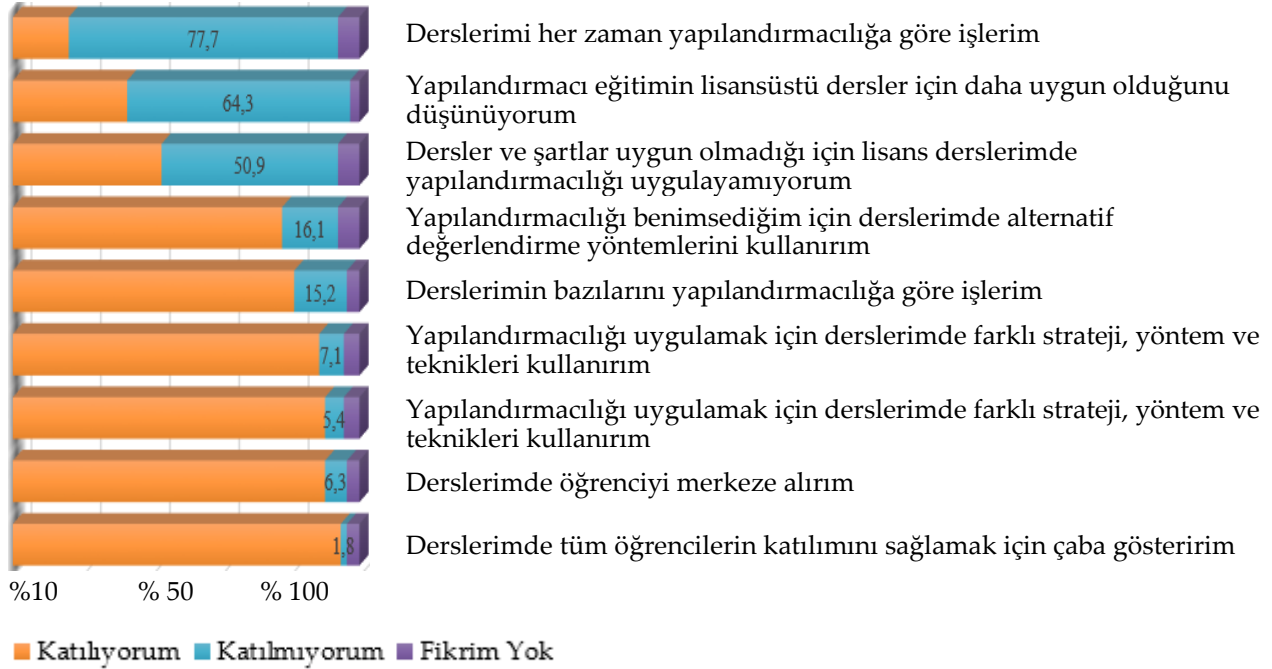 77,7 Derslerimi her zaman yapılandırmacılığa göre işlerim
64,3 Yapılandırmacı eğitimin lisansüstü dersler için daha uygun olduğunu
düşünüyorum
50,9 Dersler ve şartlar uygun olmadığı için lisans derslerimde
yapılandırmacılığı uygulayamıyorum
16,1 Yapılandırmacılığı benimsediğim için derslerimde alternatif
değerlendirme yöntemlerini kullanırım
15,2 Derslerimin bazılarını yapılandırmacılığa göre işlerim
7,1 Yapılandırmacılığı uygulamak için derslerimde farklı strateji, yöntem ve
teknikleri kullanırım
5,4 Yapılandırmacılığı uygulamak için derslerimde farklı strateji, yöntem ve
teknikleri kullanırım
6,3 Derslerimde öğrenciyi merkeze alırım
1,8 Derslerimde tüm öğrencilerin katılımını sağlamak için çaba gösteririm
%10 % 50 % 100
Katılıyorum Katılmıyorum Fikrim Yok